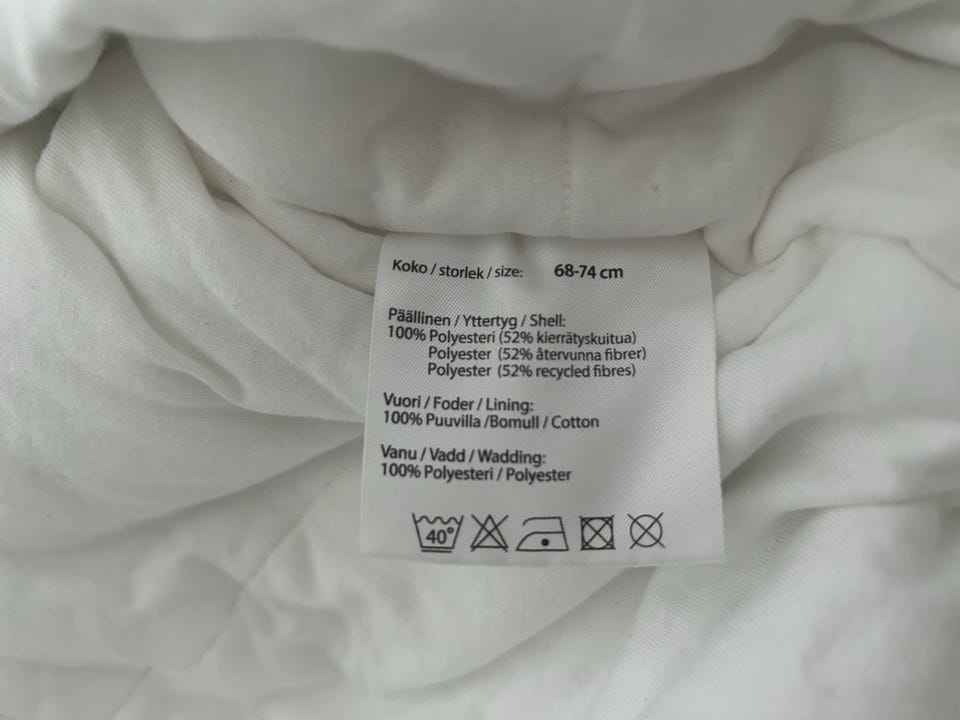 Koko / storlek / size: 68-74 cm
Päällinen / Yttertyg / Shell:
100% Polyesteri (52% kierrätyskuitua)
Polyester (52% återvunna fibrer)
Polyester (52% recycled fibres)
Vuori / Foder / Lining:
100% Puuvilla /Bomull / Cotton
Vanu / Vadd / Wadding:
100% Polyesteri / Polyester
40°